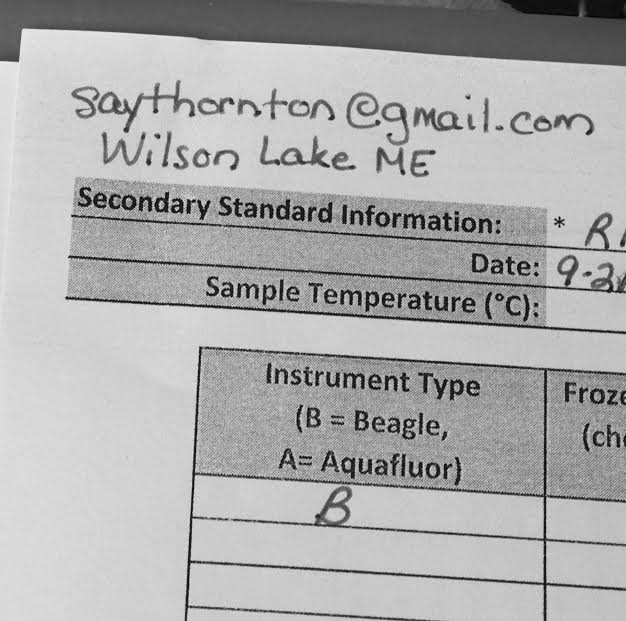 saythornton@gmail.com
Wilson Lake ME
Secondary Standard Information: *
Date:
Sample Temperature (°C):
Instrument Type
(B = Beagle,
A= Aquafluor)
B